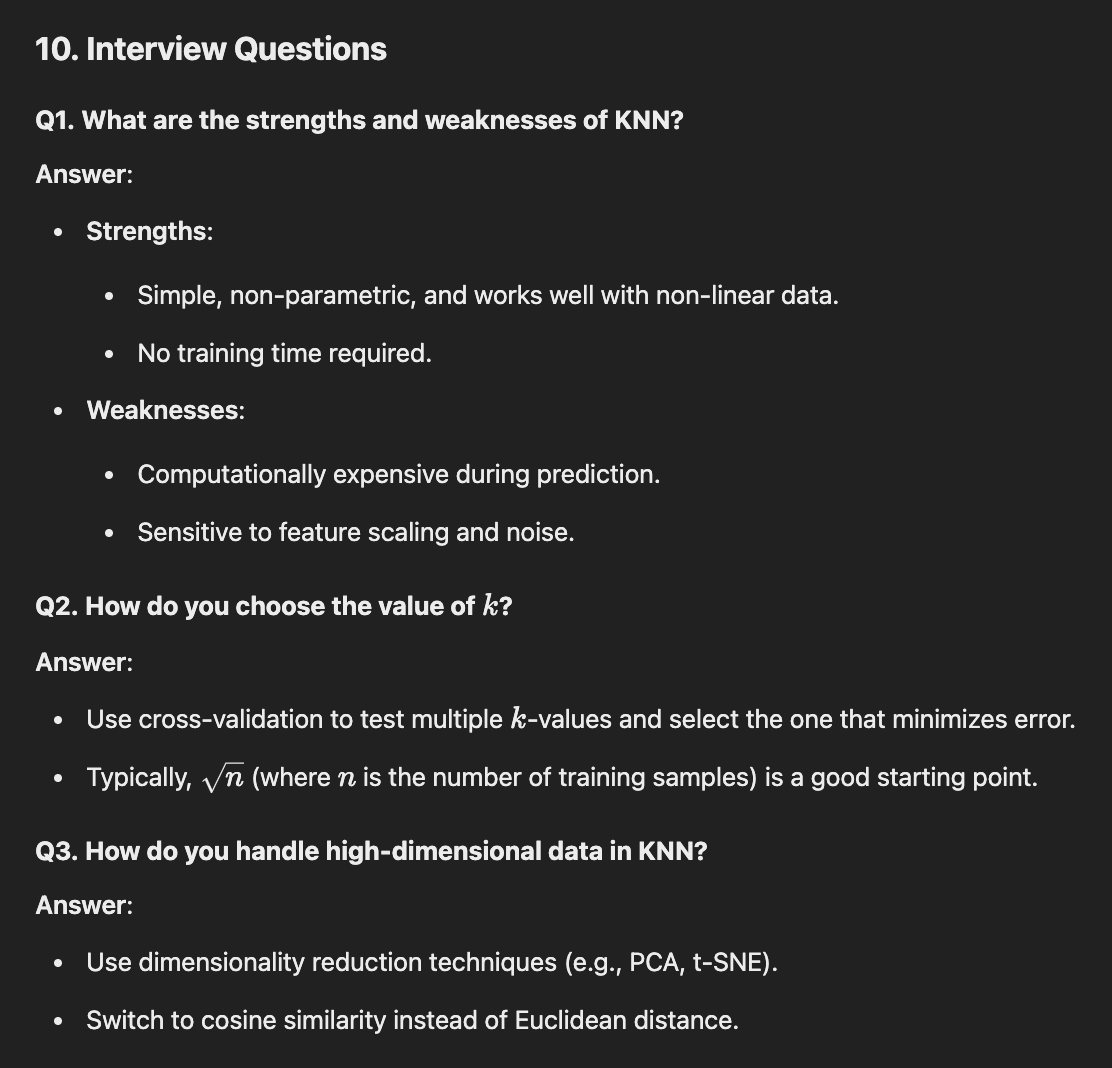 10. Interview Questions
Q1. What are the strengths and weaknesses of KNN?
Answer:
• Strengths:
• Simple, non-parametric, and works well with non-linear data.
• No training time required.
• Weaknesses:
• Computationally expensive during prediction.
• Sensitive to feature scaling and noise.
Q2. How do you choose the value of k?
Answer:
• Use cross-validation to test multiple k-values and select the one that minimizes error.
• Typically, √n (where n is the number of training samples) is a good starting point.
Q3. How do you handle high-dimensional data in KNN?
Answer:
• Use dimensionality reduction techniques (e.g., PCA, t-SNE).
• Switch to cosine similarity instead of Euclidean distance.